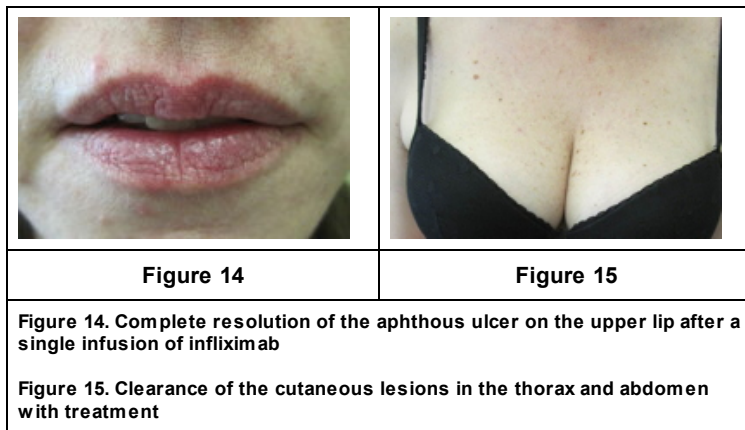 Figure 14
Figure 15
Figure 14. Complete resolution of the aphthous ulcer on the upper lip after a
single infusion of infliximab
Figure 15. Clearance of the cutaneous lesions in the thorax and abdomen
with treatment